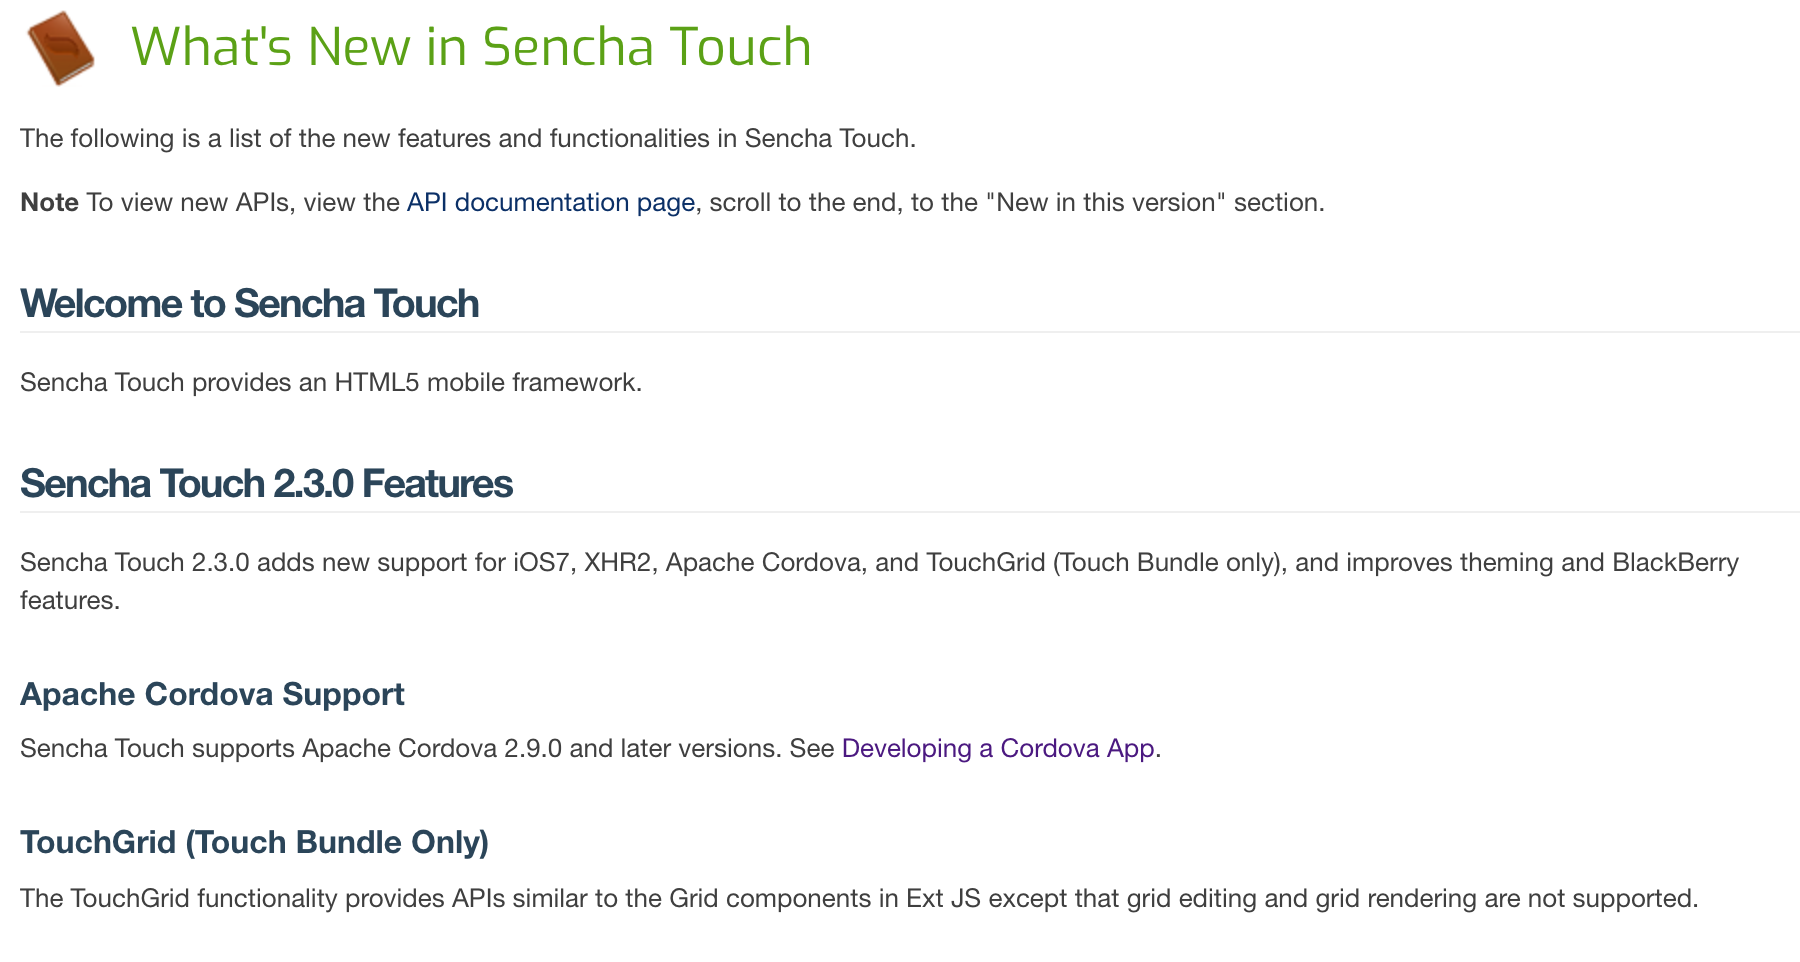 What's New in Sencha Touch
The following is a list of the new features and functionalities in Sencha Touch.
Note To view new APIs, view the API documentation page, scroll to the end, to the "New in this version" section.
Welcome to Sencha Touch
Sencha Touch provides an HTML5 mobile framework.
Sencha Touch 2.3.0 Features
Sencha Touch 2.3.0 adds new support for iOS7, XHR2, Apache Cordova, and TouchGrid (Touch Bundle only), and improves theming and BlackBerry
features.
Apache Cordova Support
Sencha Touch supports Apache Cordova 2.9.0 and later versions. See Developing a Cordova App.
TouchGrid (Touch Bundle Only)
The TouchGrid functionality provides APIs similar to the Grid components in Ext JS except that grid editing and grid rendering are not supported.